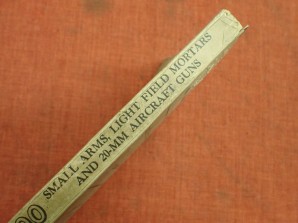 SMALL ARMS, LIGHT FIELD MORTARS
AND 20-MM AIRCRAFT GUNS